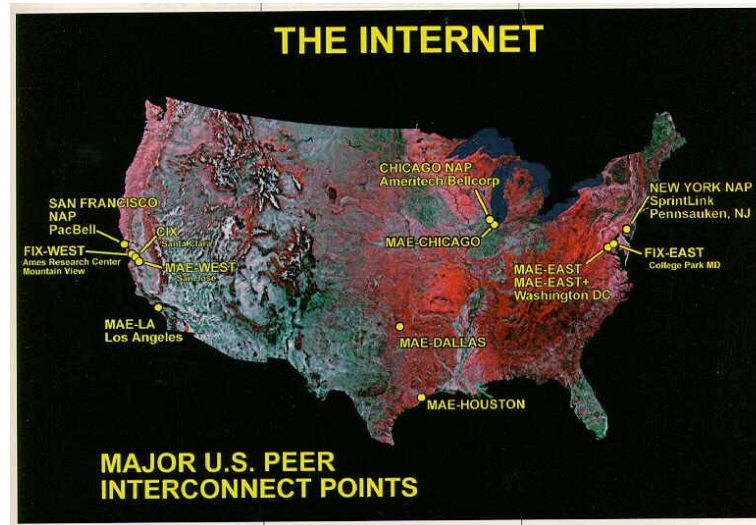 THE INTERNET
CHICAGO NAP
Ameritech/Bellcorp
MAE-CHICAGO
NEW YORK NAP
SprintLink
Pennsauken, NJ
SAN FRANCISCO
NAP
PacBell
CIX
Santa Clara
FIX-WEST
Ames Research Center
Mountain View
MAE-WEST
San Jose
MAE-EAST
MAE-EAST+
Washington DC
FIX-EAST
College Park MD
MAE-LA
Los Angeles
MAE-DALLAS
MAE-HOUSTON
MAJOR U.S. PEER
INTERCONNECT POINTS